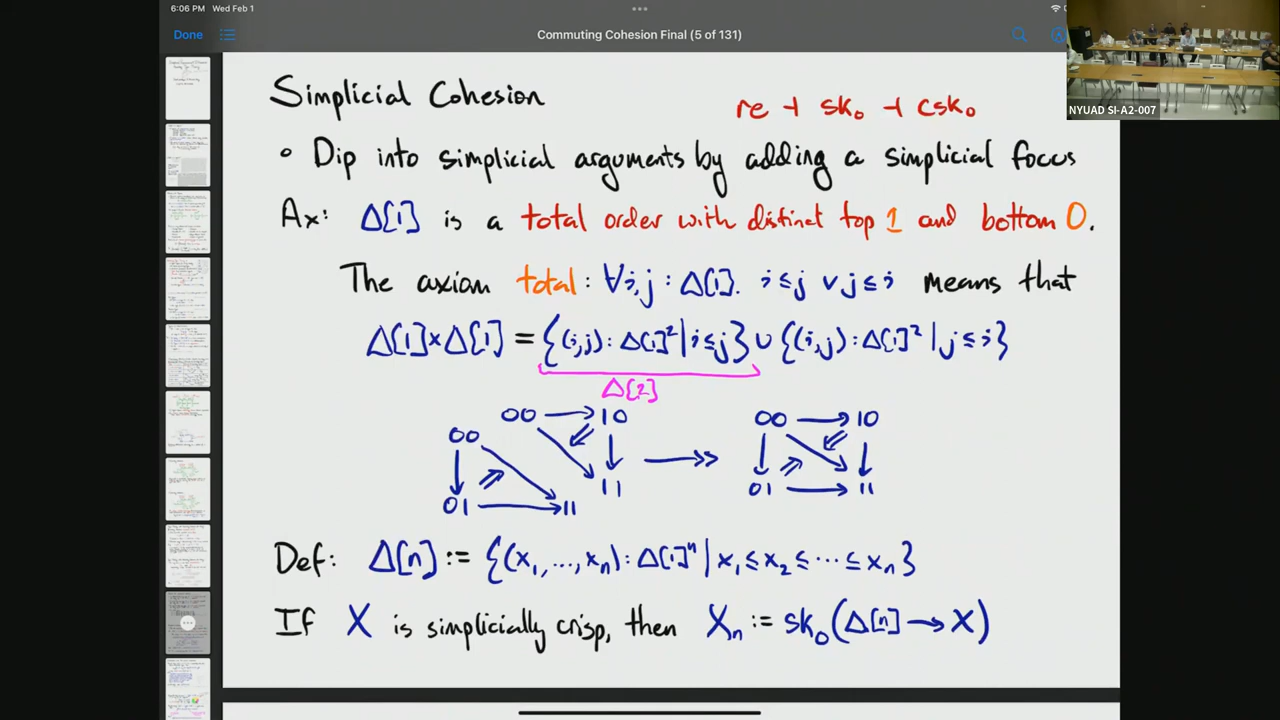 6:06 PM Wed Feb 1
Done
Commuting Cohesion Final (5 of 131)
NYUAD SI-A2-007
Simplicial Cohesion
re ⊣ sk₀ ⊣ csk₀
• Dip into simplicial arguments by adding a simplicial focus
Ax: Δ[1] is a total order with distinct top 1 and bottom 0.
The axiom total: ∀i,j : Δ[1]. i ≤ j ∨ j ≤ i means that
Δ[1]×Δ[1] = {(i,j) : Δ[1]² | i ≤ j} ∪ {(i,j) : Δ[1]² | j ≤ i}
Δ[2]
00 → 10
00
11
01 → 11
↠
00 → 10
01 → 11
Def: Δ[n] := {(x₁, ..., xₙ) : Δ[1]ⁿ | x₁ ≤ x₂ ≤ ··· ≤ xₙ}
If X is simplicially crisp, then Xₙ := sk₀(Δ[n] → X)